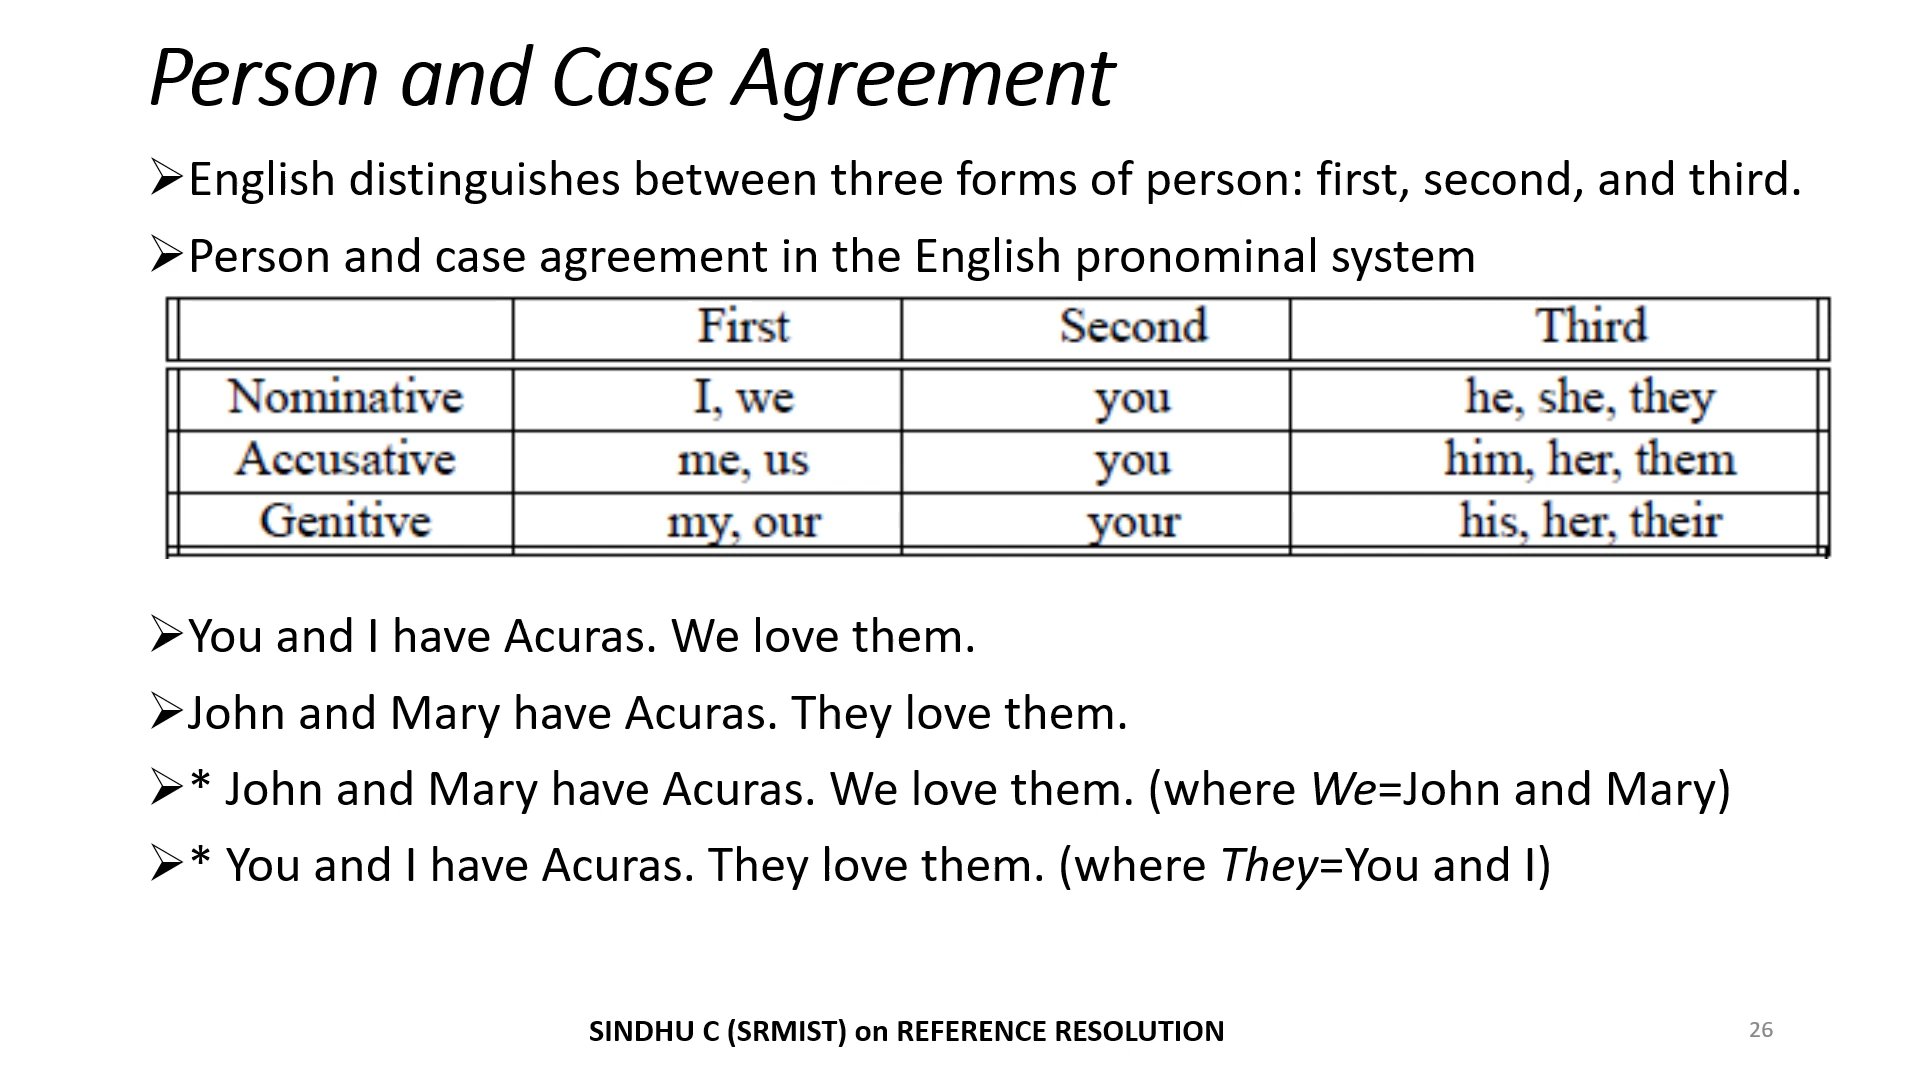 Person and Case Agreement
➢English distinguishes between three forms of person: first, second, and third.
➢Person and case agreement in the English pronominal system
First Second Third
Nominative I, we you he, she, they
Accusative me, us you him, her, them
Genitive my, our your his, her, their
➢You and I have Acuras. We love them.
➢John and Mary have Acuras. They love them.
➢* John and Mary have Acuras. We love them. (where We=John and Mary)
➢* You and I have Acuras. They love them. (where They=You and I)
SINDHU C (SRMIST) on REFERENCE RESOLUTION
26